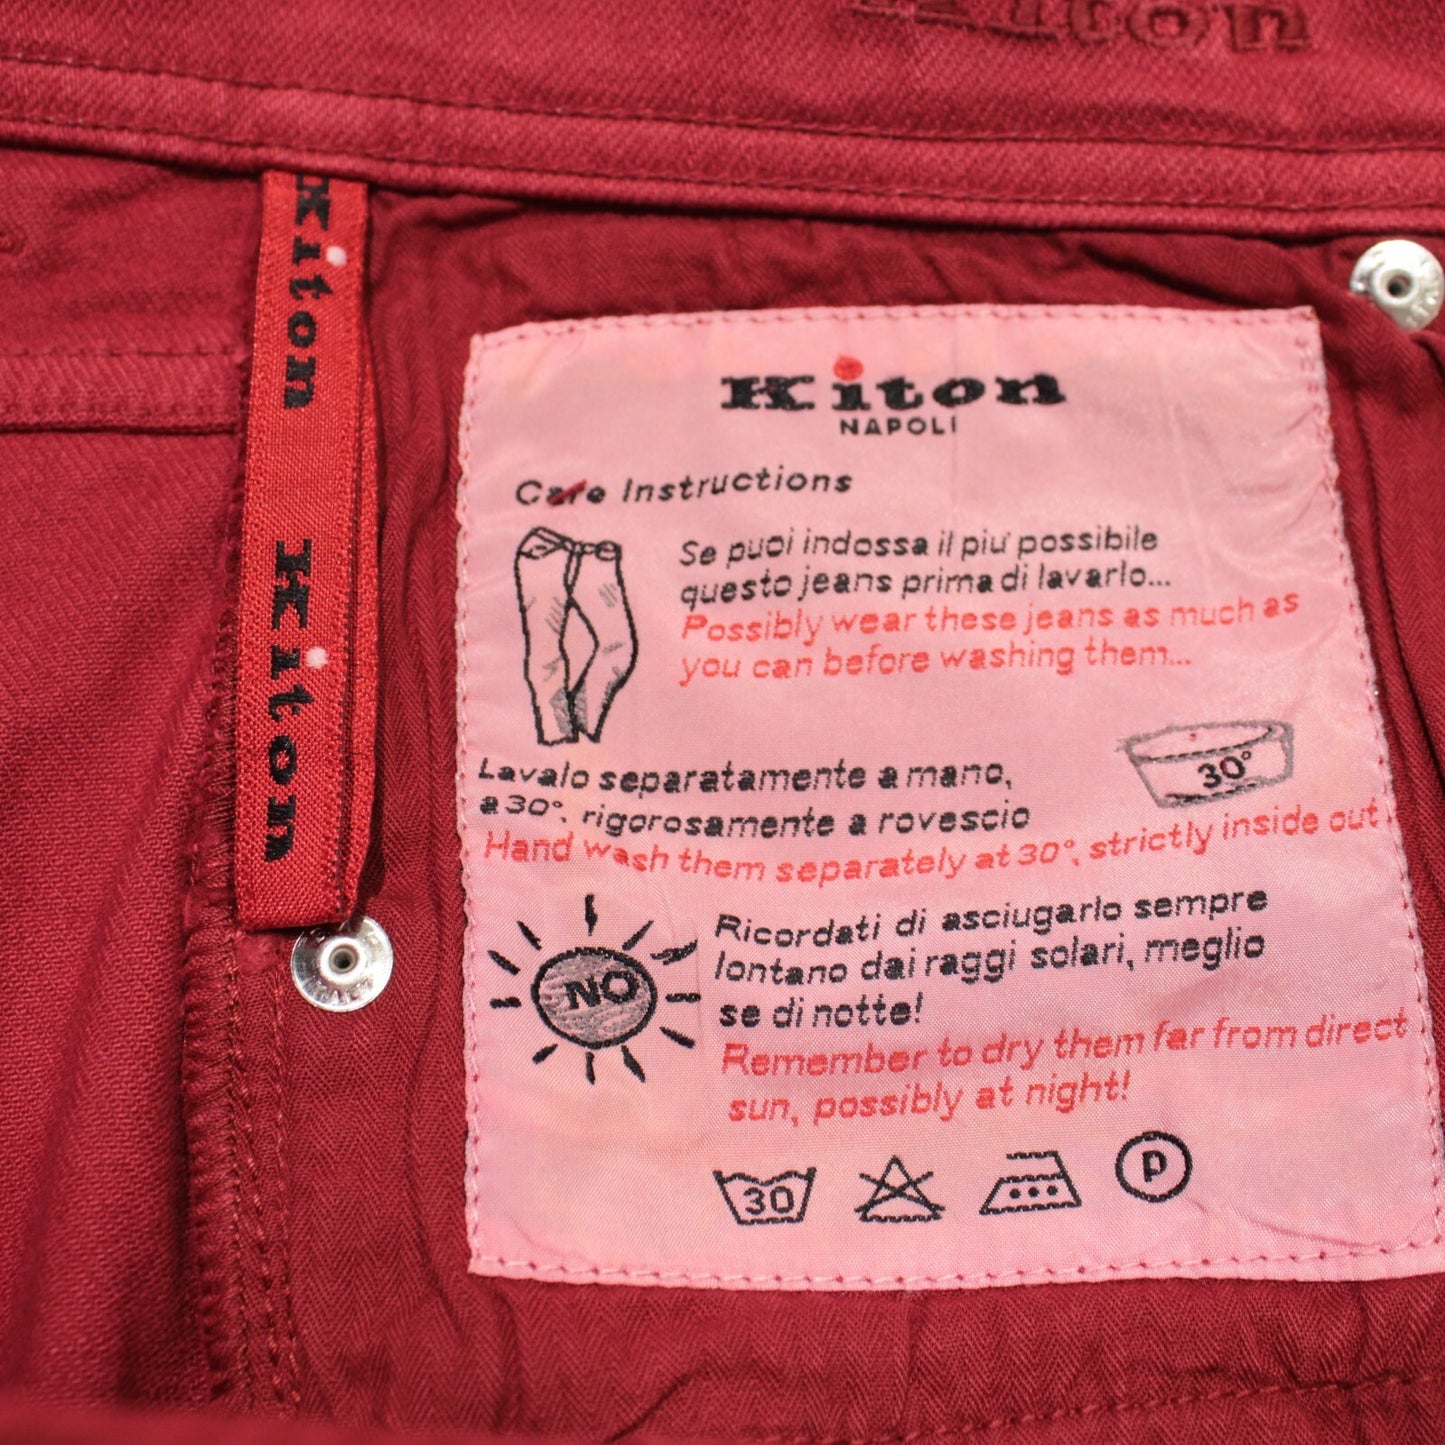 Kiton
Kiton
Kiton
Kiton
NAPOLI
Care Instructions
Se puoi indossa il piu' possibile
questo jeans prima di lavarlo...
Possibly wear these jeans as much as
you can before washing them...
30°
Lavalo separatamente a mano,
a 30°, rigorosamente a rovescio
Hand wash them separately at 30°, strictly inside out
NO
Ricordati di asciugarlo sempre
lontano dai raggi solari, meglio
se di notte!
Remember to dry them far from direct
sun, possibly at night!
30 P